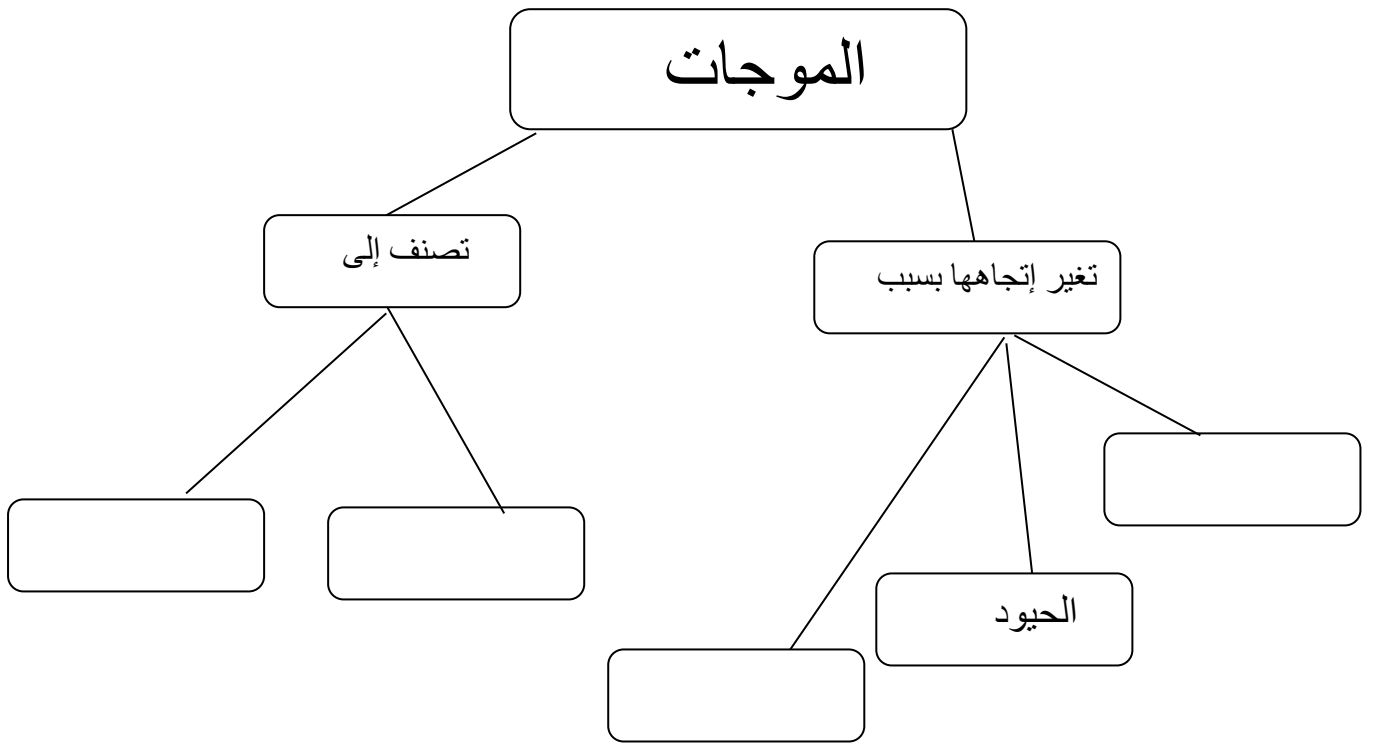 الموجات
تغير إتجاهها بسبب
تصنف إلى
الحيود